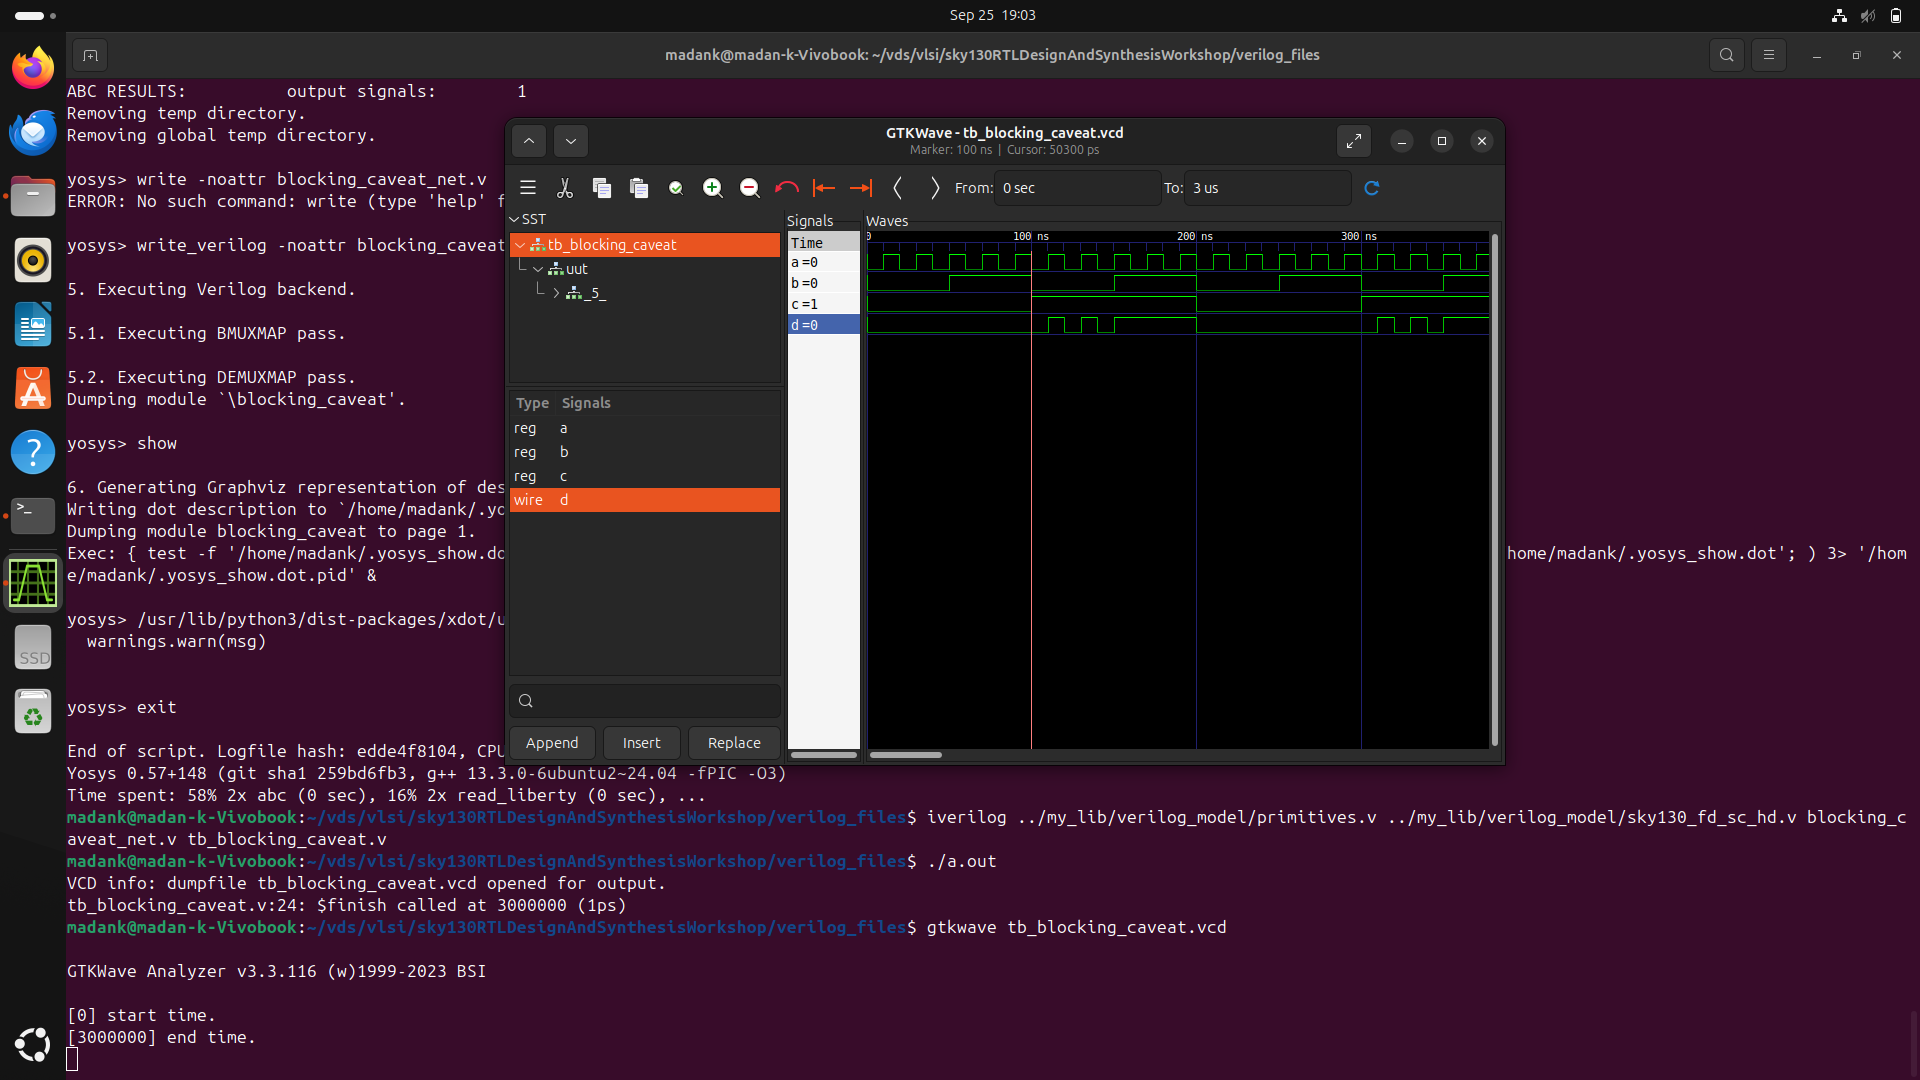 Sep 25 19:03
madank@madan-k-Vivobook: ~/vds/vlsi/sky130RTLDesignAndSynthesisWorkshop/verilog_files
ABC RESULTS:          output signals:        1
Removing temp directory.
Removing global temp directory.
yosys> write -noattr blocking_caveat_net.v
ERROR: No such command: write (type 'help' f
yosys> write_verilog -noattr blocking_caveat
5. Executing Verilog backend.
5.1. Executing BMUXMAP pass.
5.2. Executing DEMUXMAP pass.
Dumping module `\blocking_caveat'.
yosys> show
6. Generating Graphviz representation of des
Writing dot description to `/home/madank/.yo
Dumping module blocking_caveat to page 1.
Exec: { test -f '/home/madank/.yosys_show.do
home/madank/.yosys_show.dot'; ) 3> '/hom
e/madank/.yosys_show.dot.pid' &
yosys> /usr/lib/python3/dist-packages/xdot/u
warnings.warn(msg)
yosys> exit
End of script. Logfile hash: edde4f8104, CPU
Yosys 0.57+148 (git sha1 259bd6fb3, g++ 13.3.0-6ubuntu2~24.04 -fPIC -O3)
Time spent: 58% 2x abc (0 sec), 16% 2x read_liberty (0 sec), ...
madank@madan-k-Vivobook:~/vds/vlsi/sky130RTLDesignAndSynthesisWorkshop/verilog_files$ iverilog ../my_lib/verilog_model/primitives.v ../my_lib/verilog_model/sky130_fd_sc_hd.v blocking_c
aveat_net.v tb_blocking_caveat.v
madank@madan-k-Vivobook:~/vds/vlsi/sky130RTLDesignAndSynthesisWorkshop/verilog_files$ ./a.out
VCD info: dumpfile tb_blocking_caveat.vcd opened for output.
tb_blocking_caveat.v:24: $finish called at 3000000 (1ps)
madank@madan-k-Vivobook:~/vds/vlsi/sky130RTLDesignAndSynthesisWorkshop/verilog_files$ gtkwave tb_blocking_caveat.vcd
GTKWave Analyzer v3.3.116 (w)1999-2023 BSI
[0] start time.
[3000000] end time.
GTKWave - tb_blocking_caveat.vcd
Marker: 100 ns | Cursor: 50300 ps
From: 0 sec To: 3 us
SST
tb_blocking_caveat
uut
_5_
Type Signals
reg a
reg b
reg c
wire d
Append Insert Replace
Signals
Time
a=0
b=0
c=1
d=0
Waves
0 100 ns 200 ns 300 ns
SSD